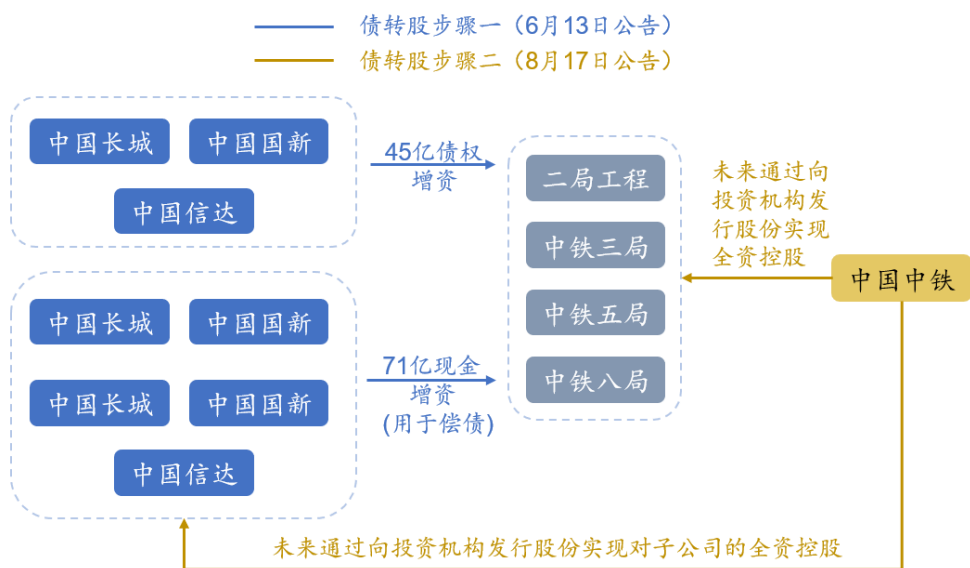 债转股步骤一（6月13日公告）
债转股步骤二（8月17日公告）
中国长城
中国国新
中国信达
45亿债权
增资
二局工程
中铁三局
中铁五局
中铁八局
未来通过向
投资机构发
行股份实现
全资控股
中国中铁
中国长城
中国国新
中国长城
中国国新
中国信达
71亿现金
增资
(用于偿债)
未来通过向投资机构发行股份实现对子公司的全资控股